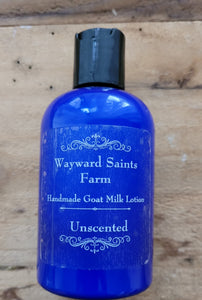 Wayward Saints
Farm
Handmade Goat Milk Lotion
Unscented